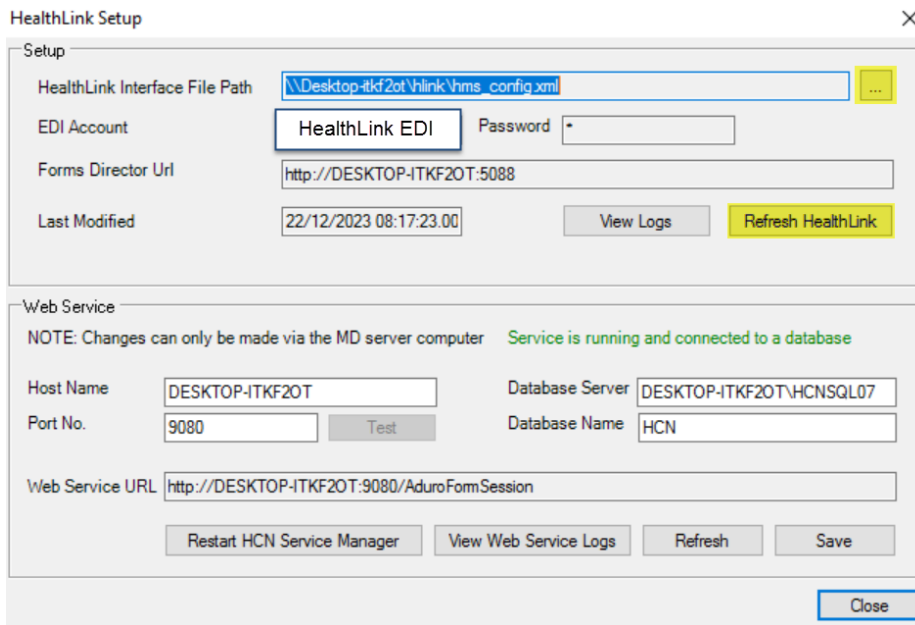 HealthLink Setup
Setup
HealthLink Interface File Path \\Desktop-itkf2ot\hlink\hms_config.xml ...
EDI Account HealthLink EDI Password *
Forms Director Url http://DESKTOP-ITKF2OT:5088
Last Modified 22/12/2023 08:17:23.00 View Logs Refresh HealthLink
Web Service
NOTE: Changes can only be made via the MD server computer Service is running and connected to a database
Host Name DESKTOP-ITKF2OT Database Server DESKTOP-ITKF2OT\HCNSQL07
Port No. 9080 Test Database Name HCN
Web Service URL http://DESKTOP-ITKF2OT:9080/AduroFormSession
Restart HCN Service Manager View Web Service Logs Refresh Save
Close